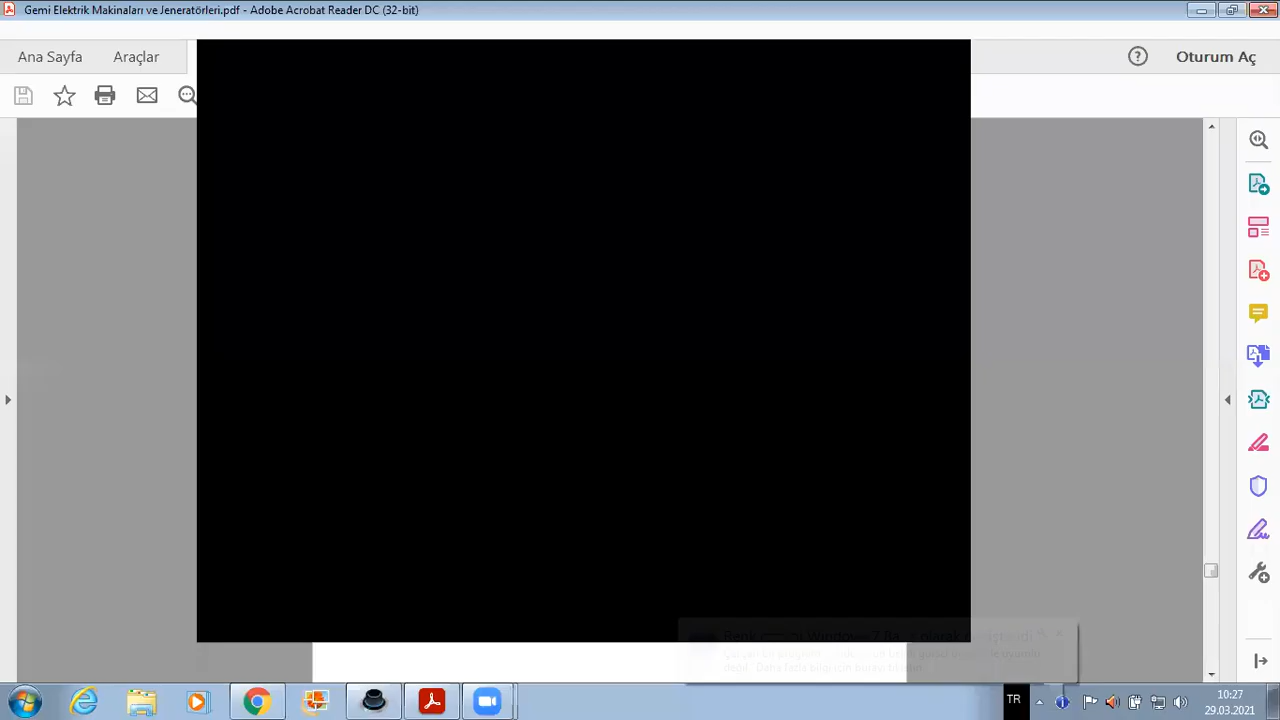 Gemi Elektrik Makinaları ve Jeneratörleri.pdf - Adobe Acrobat Reader DC (32-bit)
Ana Sayfa Araçlar Oturum Aç
TR
10:27
29.03.2021